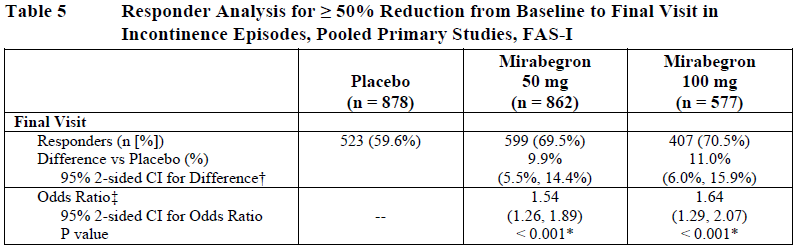 Table 5 Responder Analysis for ≥ 50% Reduction from Baseline to Final Visit in
Incontinence Episodes, Pooled Primary Studies, FAS-I
Placebo
(n = 878)
Mirabegron
50 mg
(n = 862)
Mirabegron
100 mg
(n = 577)
Final Visit
Responders (n [%]) 523 (59.6%) 599 (69.5%) 407 (70.5%)
Difference vs Placebo (%) 9.9% 11.0%
95% 2-sided CI for Difference† (5.5%, 14.4%) (6.0%, 15.9%)
Odds Ratio‡ 1.54 1.64
95% 2-sided CI for Odds Ratio -- (1.26, 1.89) (1.29, 2.07)
P value < 0.001* < 0.001*